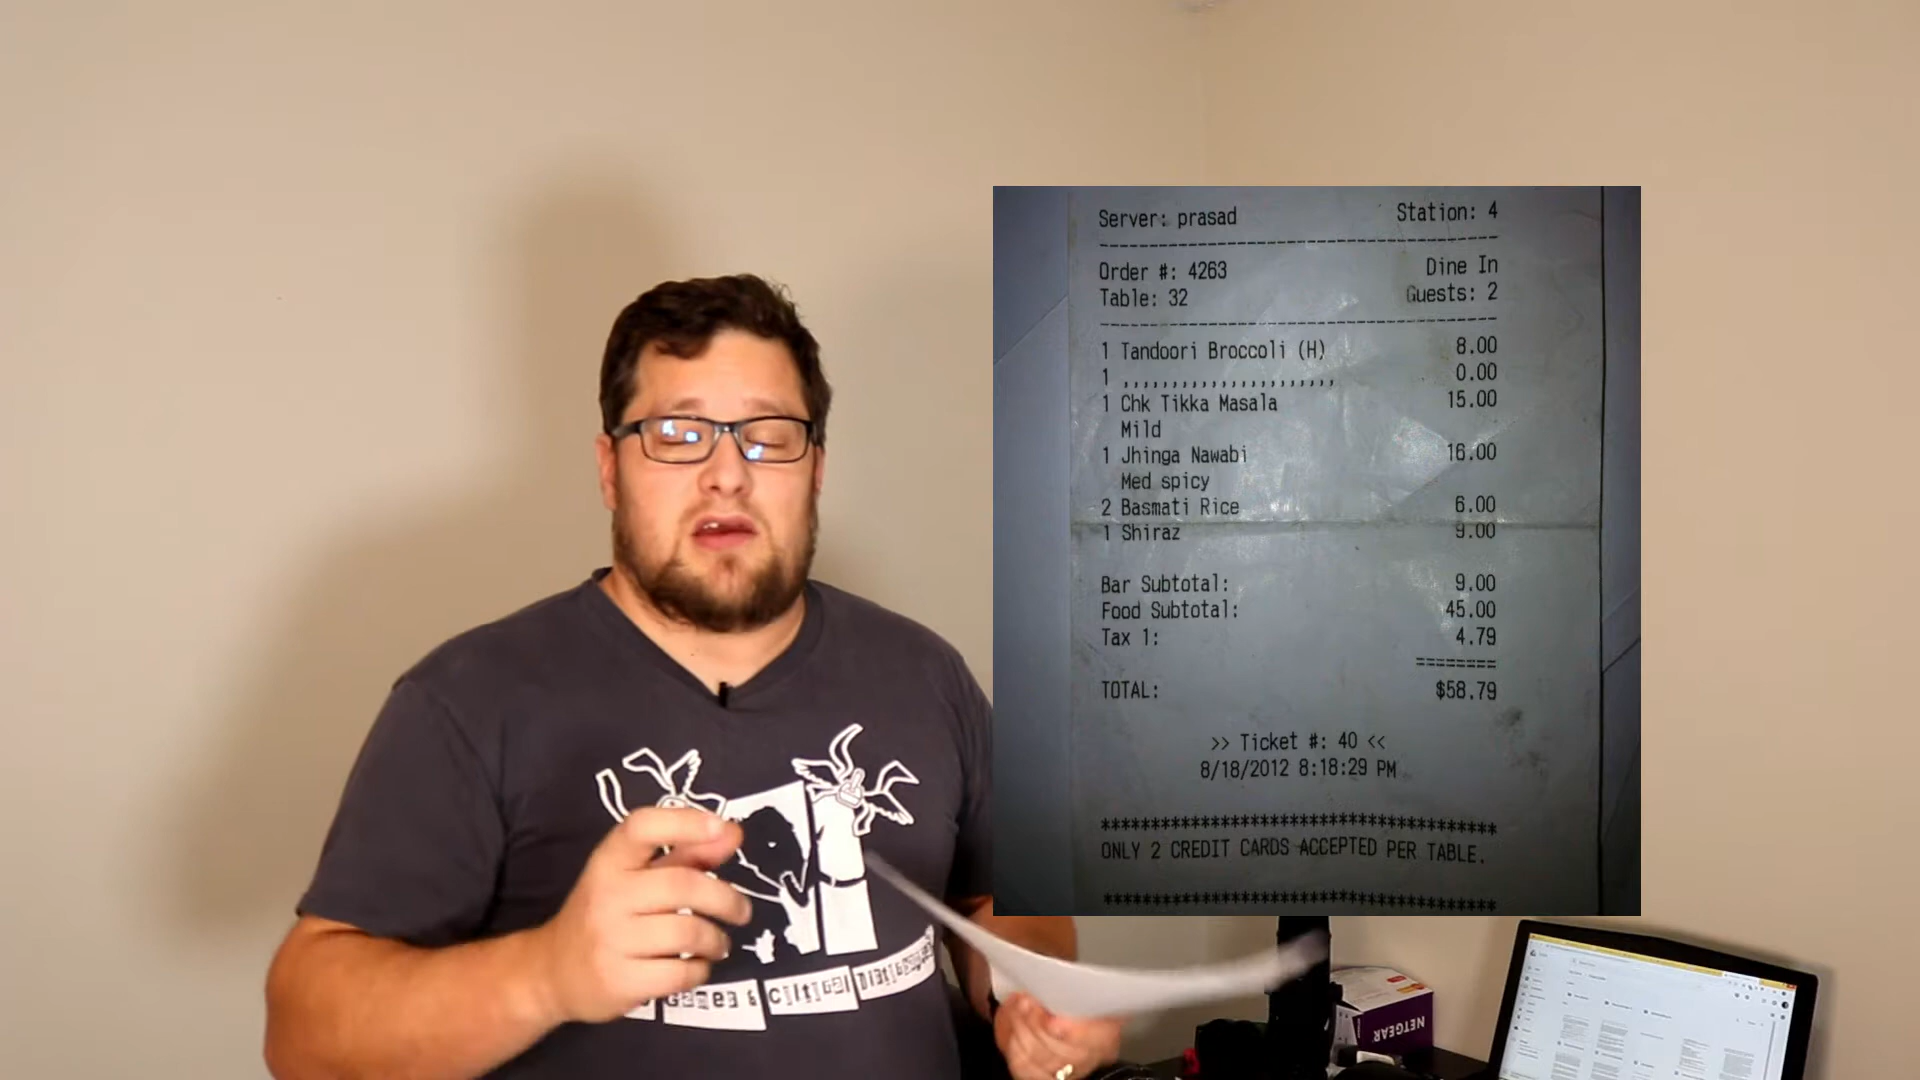 Server: prasad Station: 4
Order #: 4263 Dine In
Table: 32 Guests: 2
1 Tandoori Broccoli (H) 8.00
1 ,,,,,,,,,,,,,,,,,,,,,, 0.00
1 Chk Tikka Masala 15.00
Mild
1 Jhinga Nawabi 16.00
Med spicy
2 Basmati Rice 6.00
1 Shiraz 9.00
Bar Subtotal: 9.00
Food Subtotal: 45.00
Tax 1: 4.79
========
TOTAL: $58.79
>> Ticket #: 40 <<
8/18/2012 8:18:29 PM
****************************************
ONLY 2 CREDIT CARDS ACCEPTED PER TABLE.
****************************************
Games & Critical
NETGEAR